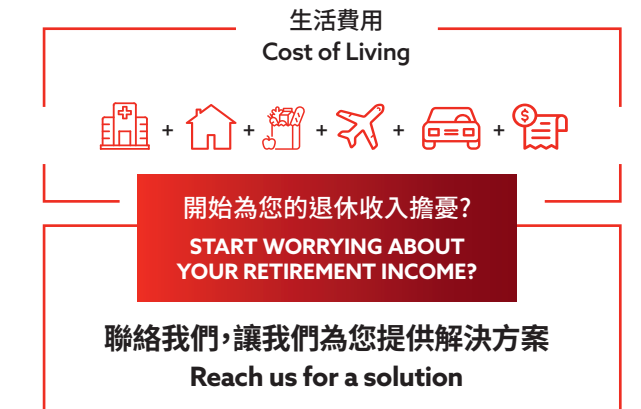 生活費用
Cost of Living
+ + + + +
開始為您的退休收入擔憂?
START WORRYING ABOUT
YOUR RETIREMENT INCOME?
聯絡我們,讓我們為您提供解決方案
Reach us for a solution